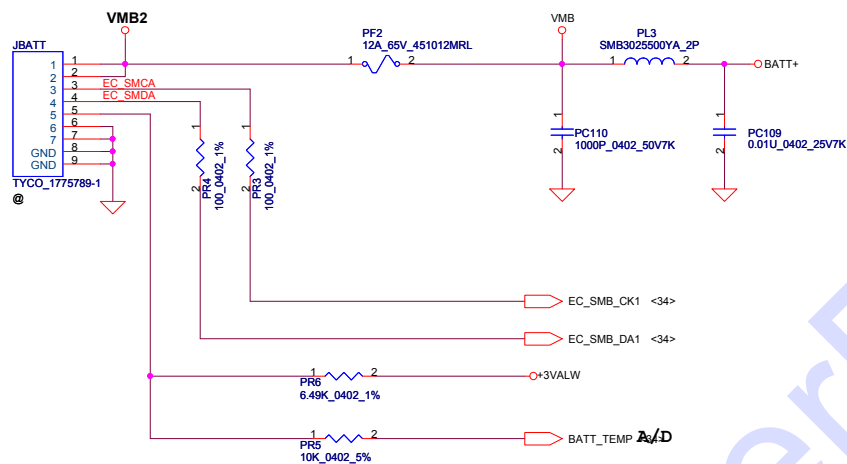 VMB2
VMB
PF2
12A_65V_451012MRL
PL3
SMB3025500YA_2P
JBATT
1 1
2 2
3 3
4 4
5 5
6 6
7 7
GND 8
GND 9
EC_SMCA
EC_SMDA
TYCO_1775789-1
@
1 2
1 2
BATT+
1
2
PC110
1000P_0402_50V7K
1
2
PC109
0.01U_0402_25V7K
1
2
PR4
100_0402_1%
1
2
PR3
100_0402_1%
EC_SMB_CK1 <34>
EC_SMB_DA1 <34>
1 2
PR6
6.49K_0402_1%
+3VALW
1 2
PR5
10K_0402_5%
BATT_TEMP <34>
A/D